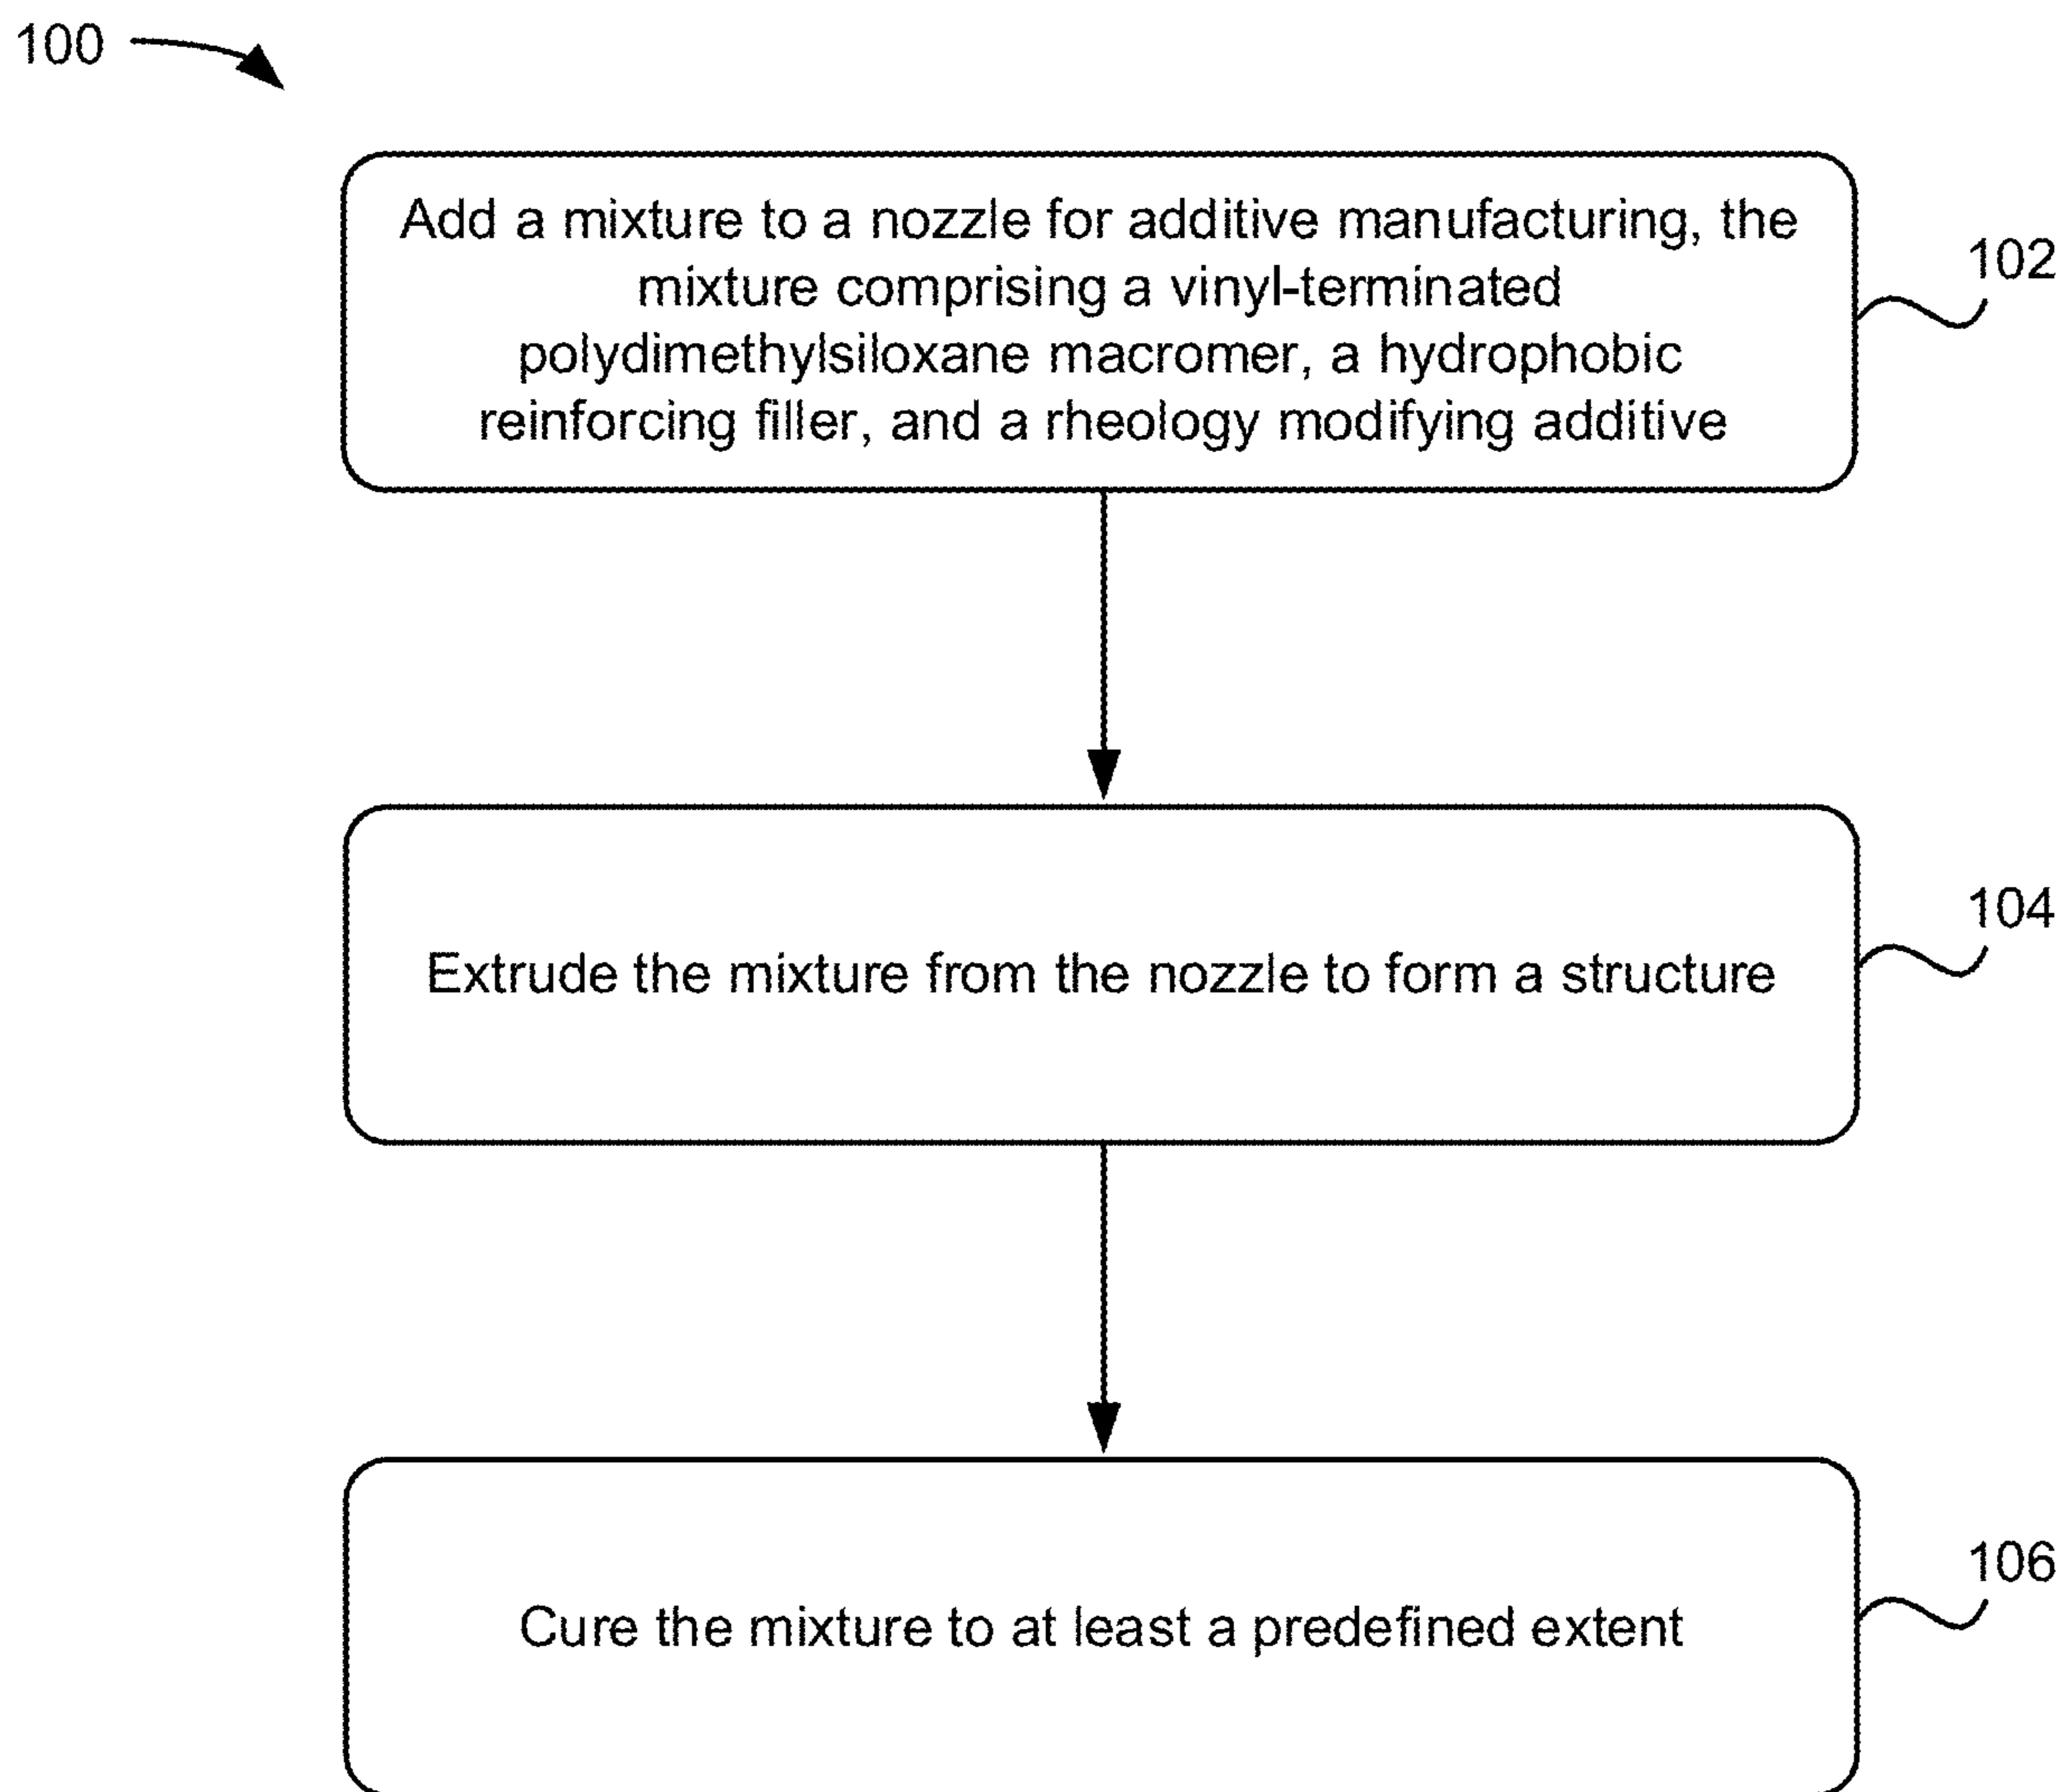 100
Add a mixture to a nozzle for additive manufacturing, the
mixture comprising a vinyl-terminated
polydimethylsiloxane macromer, a hydrophobic
reinforcing filler, and a rheology modifying additive
102
Extrude the mixture from the nozzle to form a structure
104
Cure the mixture to at least a predefined extent
106